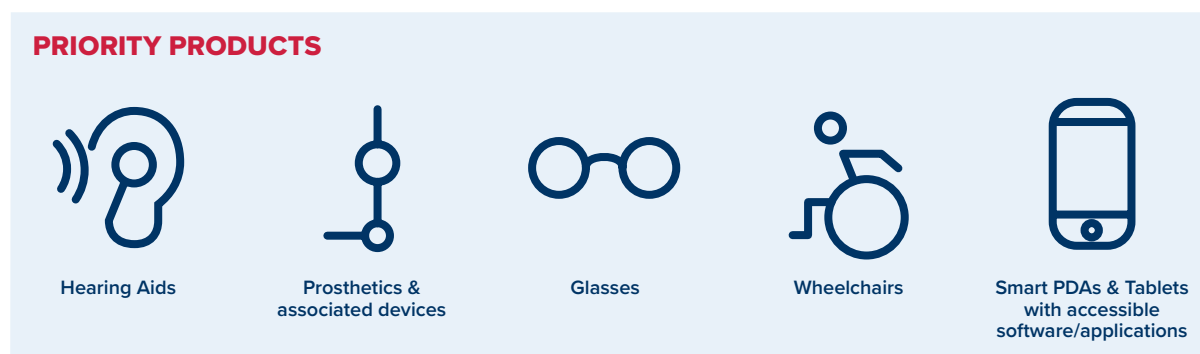 PRIORITY PRODUCTS
Hearing Aids
Prosthetics &
associated devices
Glasses
Wheelchairs
Smart PDAs & Tablets
with accessible
software/applications